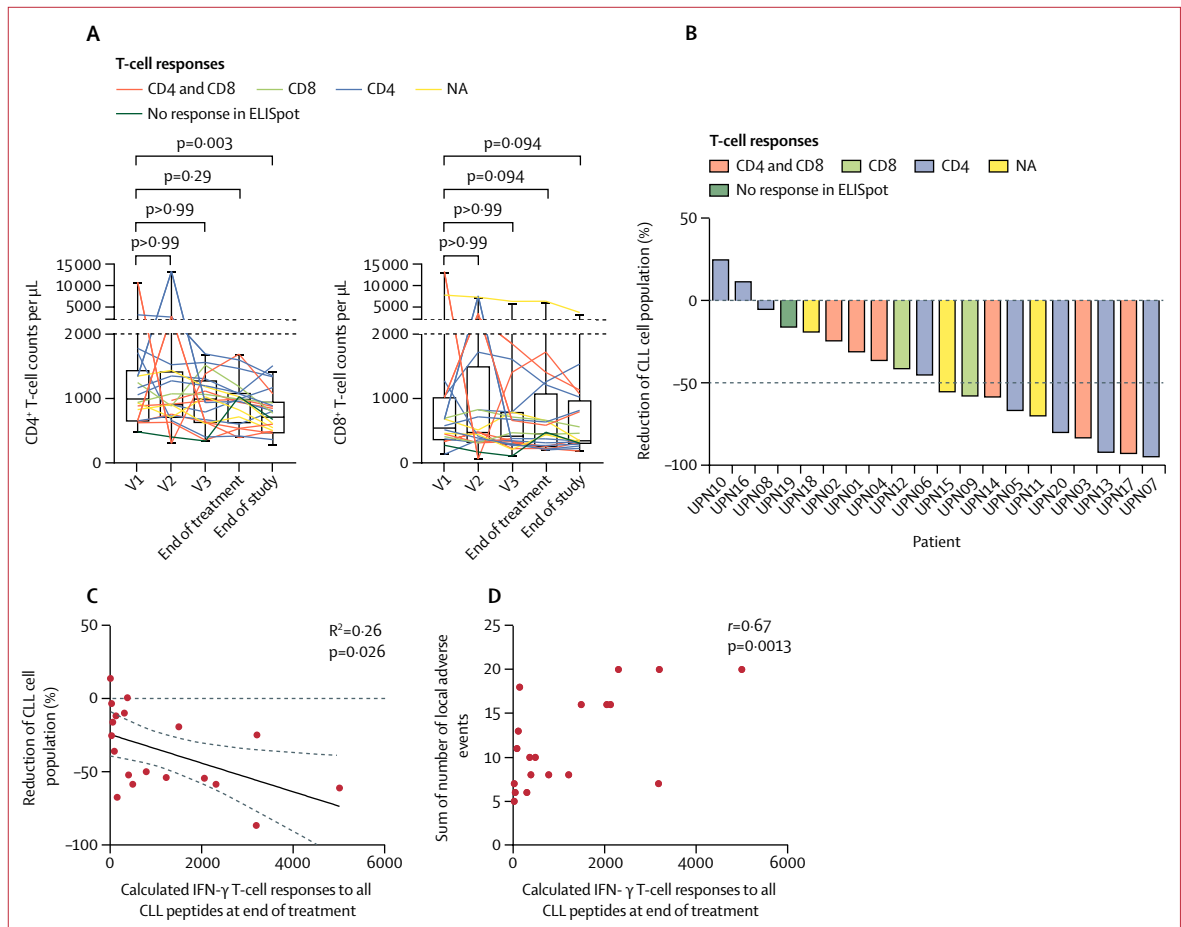 A
T-cell responses
CD4 and CD8 CD8 CD4 NA
No response in ELISpot
p=0·003
p=0·29
p>0·99
p>0·99
15 000
10 000
5000
2000
1000
0
CD4+ T-cell counts per μL
V1 V2 V3 End of treatment End of study
p=0·094
p=0·094
p>0·99
p>0·99
15 000
10 000
5000
2000
1000
0
CD8+ T-cell counts per μL
V1 V2 V3 End of treatment End of study
B
T-cell responses
CD4 and CD8 CD8 CD4 NA
No response in ELISpot
50
0
–50
–100
Reduction of CLL cell population (%)
UPN10 UPN16 UPN08 UPN19 UPN18 UPN02 UPN01 UPN04 UPN12 UPN06 UPN15 UPN09 UPN14 UPN05 UPN11 UPN20 UPN03 UPN13 UPN17 UPN07
Patient
C
R2=0·26
p=0·026
50
0
–50
–100
Reduction of CLL cell
population (%)
0 2000 4000 6000
Calculated IFN-γ T-cell responses to all
CLL peptides at end of treatment
D
r=0·67
p=0·0013
25
20
15
10
5
0
Sum of number of local adverse
events
0 2000 4000 6000
Calculated IFN- γ T-cell responses to all
CLL peptides at end of treatment